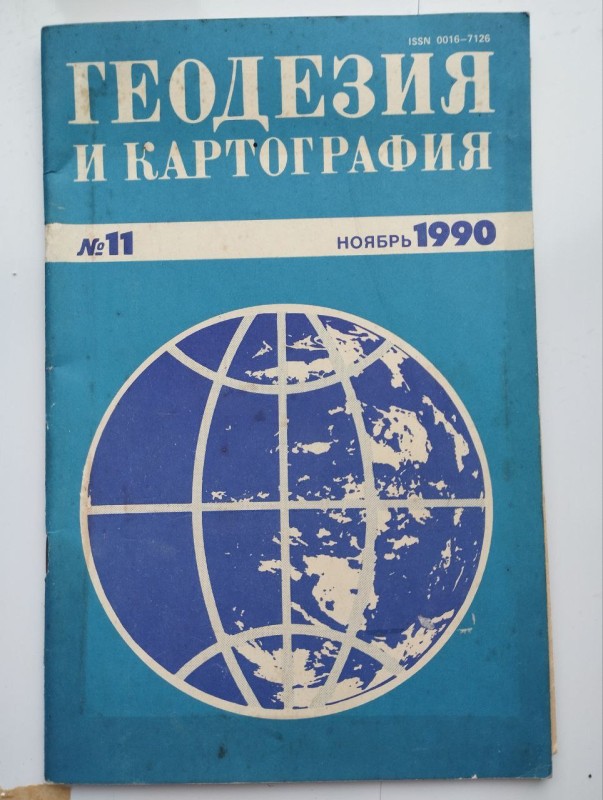 ISSN 0016-7126
ГЕОДЕЗИЯ
И КАРТОГРАФИЯ
№11 НОЯБРЬ 1990